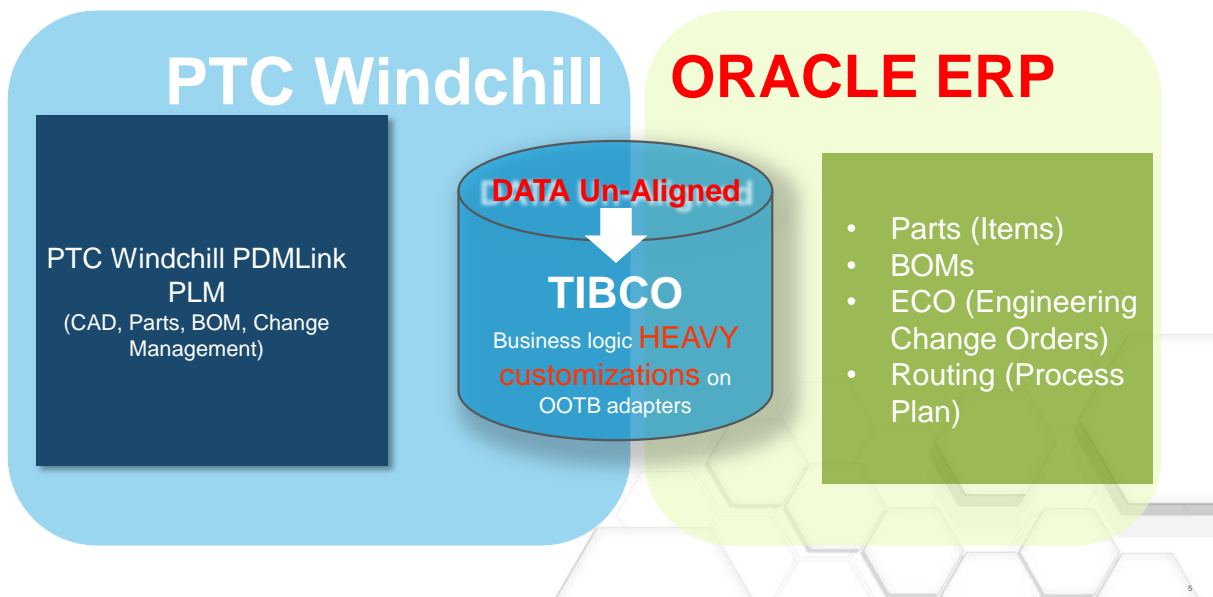 PTC Windchill
ORACLE ERP
PTC Windchill PDMLink
PLM
(CAD, Parts, BOM, Change
Management)
DATA Un-Aligned
TIBCO
Business logic HEAVY
customizations on
OOTB adapters
• Parts (Items)
• BOMs
• ECO (Engineering
Change Orders)
• Routing (Process
Plan)
5